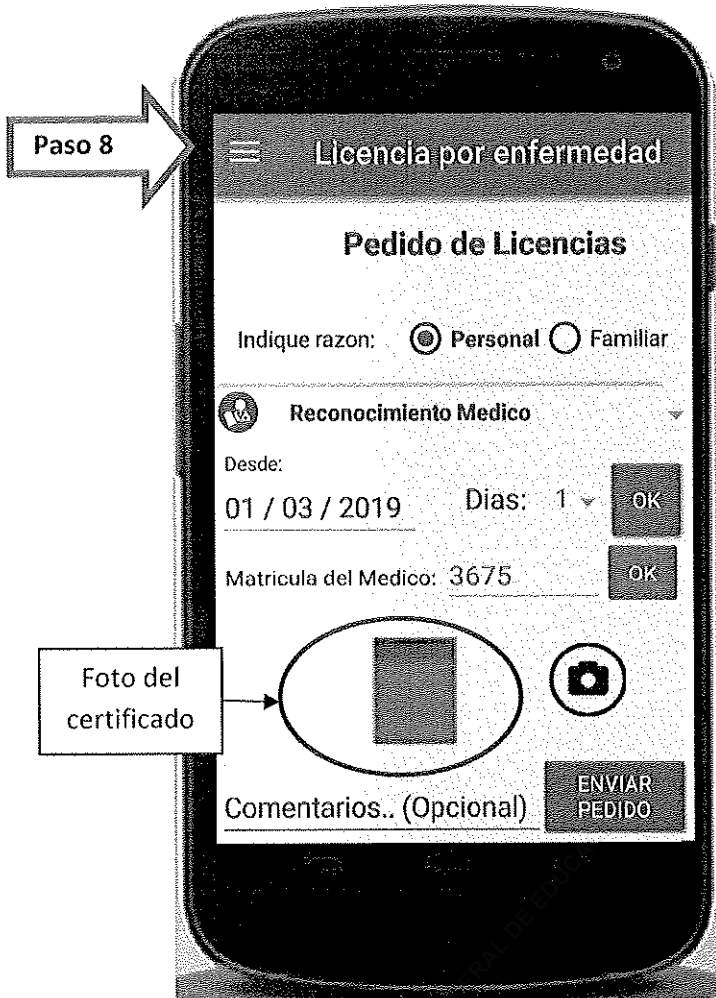 Paso 8
Licencia por enfermedad
Pedido de Licencias
Indique razon: Personal Familiar
Reconocimiento Medico
Desde:
01 / 03 / 2019 Dias: 1 OK
Matricula del Medico: 3675 OK
Foto del
certificado
Comentarios.. (Opcional)
ENVIAR
PEDIDO